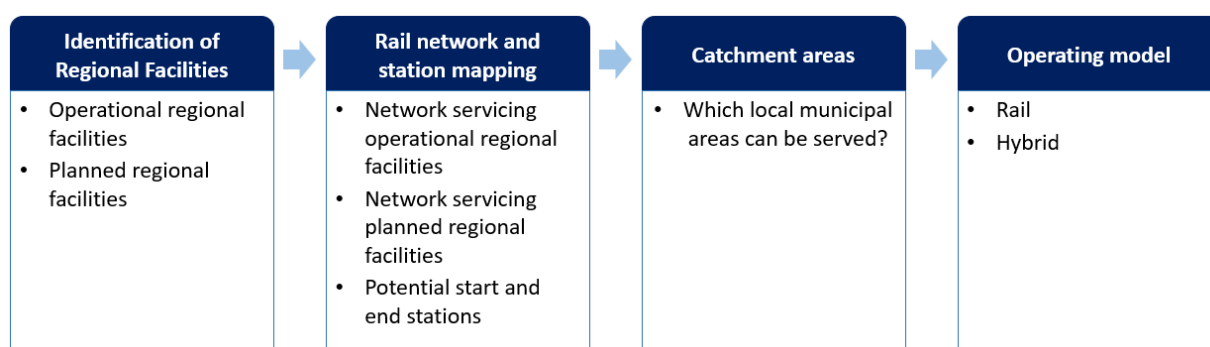 Identification of
Regional Facilities
• Operational regional
facilities
• Planned regional
facilities
Rail network and
station mapping
• Network servicing
operational regional
facilities
• Network servicing
planned regional
facilities
• Potential start and
end stations
Catchment areas
• Which local municipal
areas can be served?
Operating model
• Rail
• Hybrid